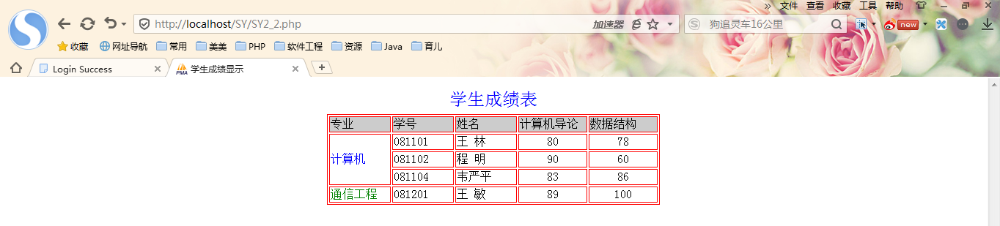 文件 查看 收藏 工具 帮助
http://localhost/SY/SY2_2.php 加速器 狗追灵车16公里 new
收藏 网址导航 常用 美美 PHP 软件工程 资源 Java 育儿
Login Success PMA 学生成绩显示
学生成绩表
专业 学号 姓名 计算机导论 数据结构
计算机 081101 王 林 80 78
081102 程 明 90 60
081104 韦严平 83 86
通信工程 081201 王 敏 89 100